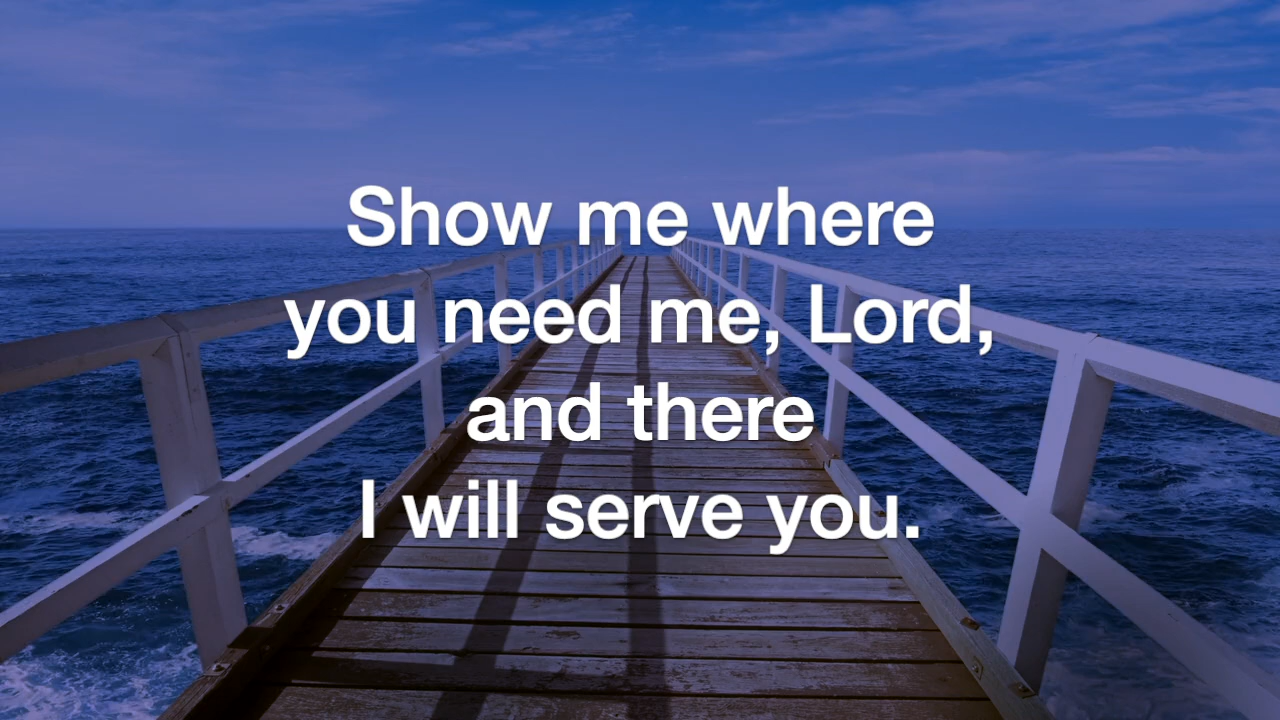 Show me where
you need me, Lord,
and there
I will serve you.